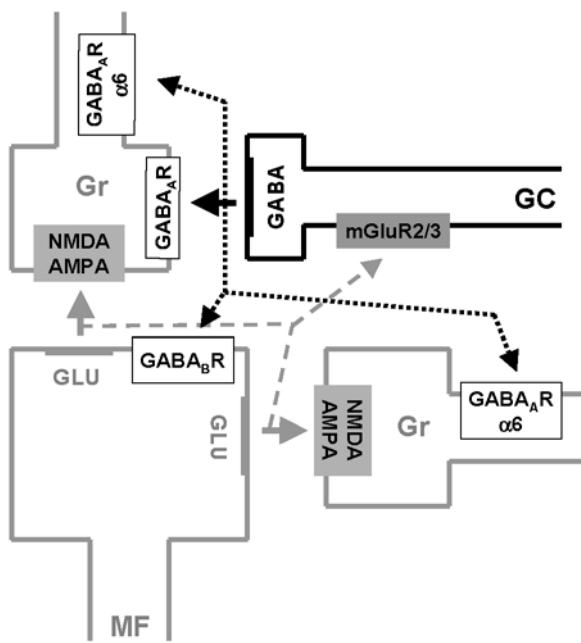 GABAAR
α6
Gr
GABAAR
GABA
GC
mGluR2/3
NMDA
AMPA
GLU
GABABR
GLU
NMDA
AMPA
Gr
GABAAR
α6
MF